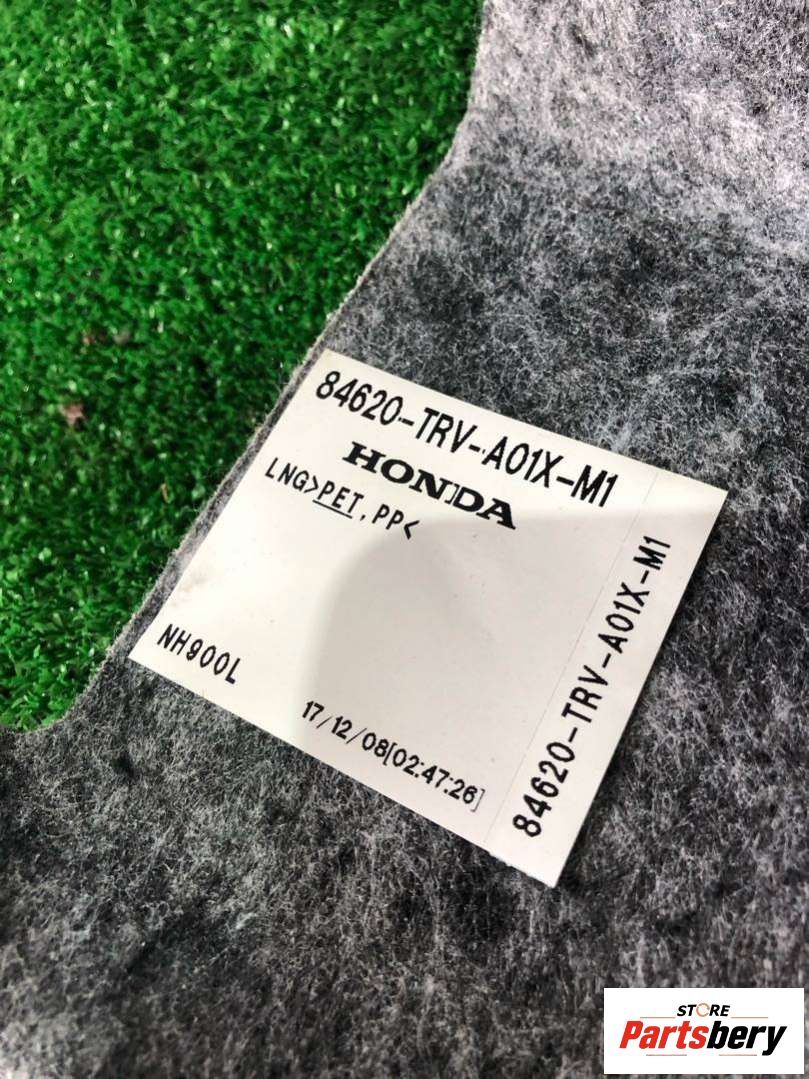 84620-TRV-A01X-M1
HONDA
LNG>PET,PP<
NH900L
17/12/08[02:47:26]
84620-TRV-A01X-M1
STORE
Partsbery